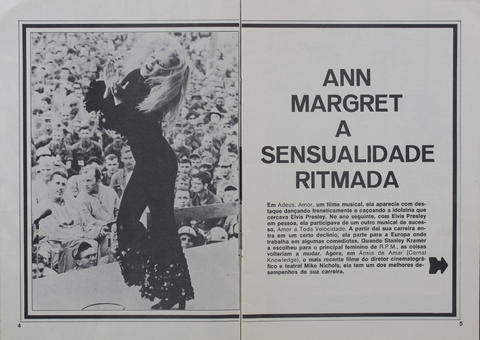 ANN
MARGRET
A
SENSUALIDADE
RITMADA
Em Adeus, Amor, um filme musical, ela aparecia com des-
taque dançando freneticamente e caçoando a idolatria que
cercava Elvis Presley. No ano seguinte, com Elvis Presley
em pessoa, ela participava de um outro musical de suces-
so, Amor a Toda Velocidade. A partir daí sua carreira en-
tra em um certo declínio, ela parte para a Europa onde
trabalha em algumas comediotas. Quando Stanley Kramer
a escolheu para o principal feminino de R.P.M., as coisas
voltariam a mudar. Agora, em Ânsia de Amar (Carnal
Knowledge), o mais recente filme do diretor cinematográ-
fico e teatral Mike Nichols, ela tem um dos melhores de-
sempenhos de sua carreira.
4
5